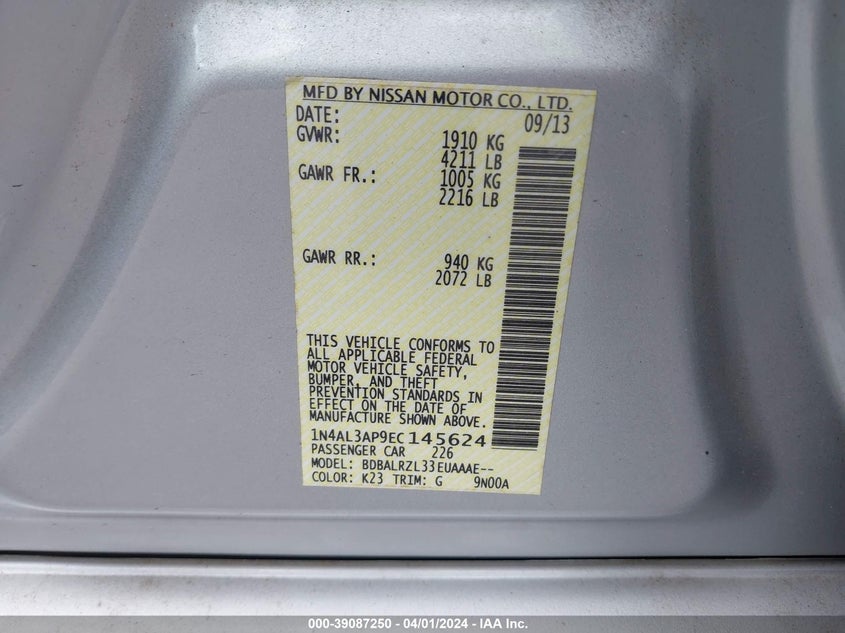 MFD BY NISSAN MOTOR CO., LTD.
DATE: 09/13
GVWR: 1910 KG
4211 LB
GAWR FR.: 1005 KG
2216 LB
GAWR RR.: 940 KG
2072 LB
THIS VEHICLE CONFORMS TO
ALL APPLICABLE FEDERAL
MOTOR VEHICLE SAFETY,
BUMPER, AND THEFT
PREVENTION STANDARDS IN
EFFECT ON THE DATE OF
MANUFACTURE SHOWN ABOVE.
1N4AL3AP9EC145624
PASSENGER CAR 226
MODEL: BDBALRZL33EUAAAE--
COLOR: K23 TRIM: G 9N00A
000-39087250 - 04/01/2024 - IAA Inc.